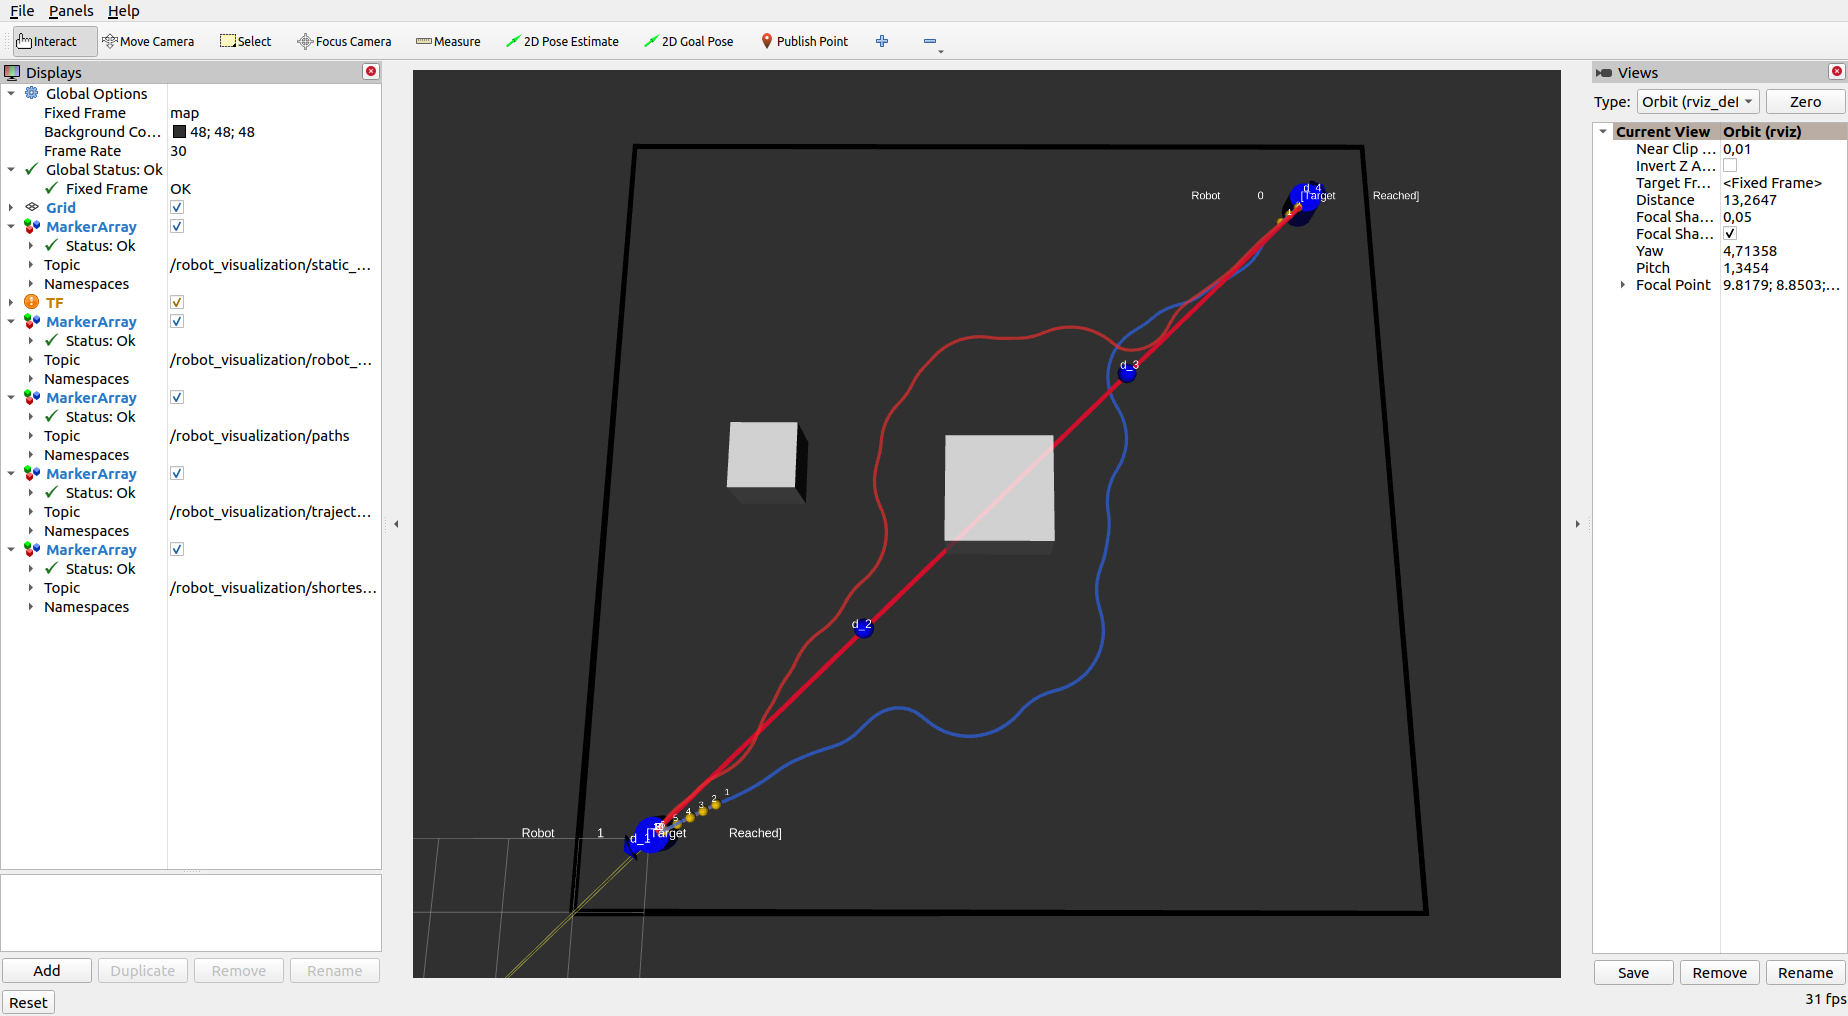 File Panels Help
Interact Move Camera Select Focus Camera Measure 2D Pose Estimate 2D Goal Pose Publish Point
Displays
Global Options
Fixed Frame map
Background Co... 48; 48; 48
Frame Rate 30
Global Status: Ok
Fixed Frame OK
Grid
MarkerArray
Status: Ok
Topic /robot_visualization/static_...
Namespaces
TF
MarkerArray
Status: Ok
Topic /robot_visualization/robot_...
Namespaces
MarkerArray
Status: Ok
Topic /robot_visualization/paths
Namespaces
MarkerArray
Status: Ok
Topic /robot_visualization/traject...
Namespaces
MarkerArray
Status: Ok
Topic /robot_visualization/shortes...
Namespaces
Add Duplicate Remove Rename
Reset
d_4
Robot 0 [Target Reached]
1
d_3
d_2
1
2
3
4
5
Robot 1 [Target Reached]
d_1
Views
Type: Orbit (rviz_def Zero
Current View Orbit (rviz)
Near Clip ... 0,01
Invert Z A...
Target Fr... <Fixed Frame>
Distance 13,2647
Focal Sha... 0,05
Focal Sha...
Yaw 4,71358
Pitch 1,3454
Focal Point 9.8179; 8.8503;...
Save Remove Rename
31 fps